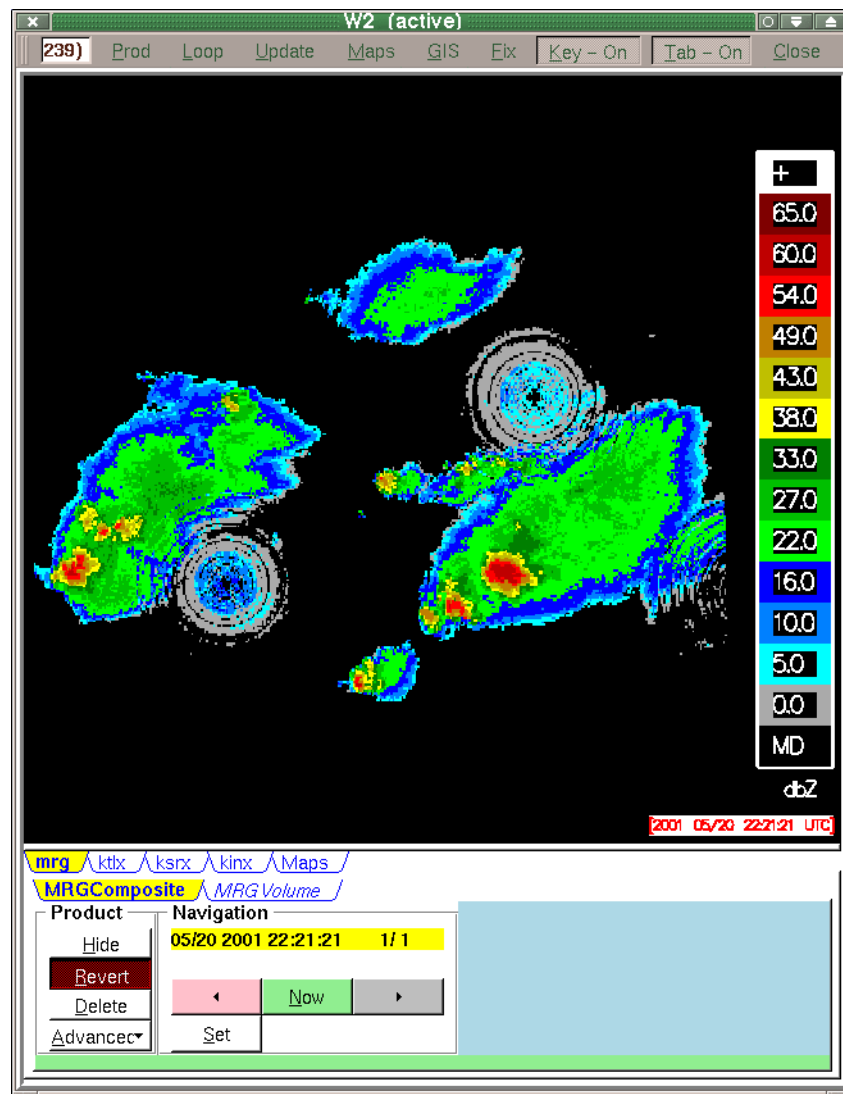 W2 (active)
239) Prod Loop Update Maps GIS Fix Key - On Tab - On Close
+
65.0
60.0
54.0
49.0
43.0
38.0
33.0
27.0
22.0
16.0
10.0
5.0
0.0
MD
dbZ
[2001 05/20 22:21:21 UTC]
mrg ktlx ksrx kinx Maps
MRGComposite MRG Volume
Product Navigation
Hide 05/20 2001 22:21:21 1/ 1
Revert
Now
Delete
Advancec Set